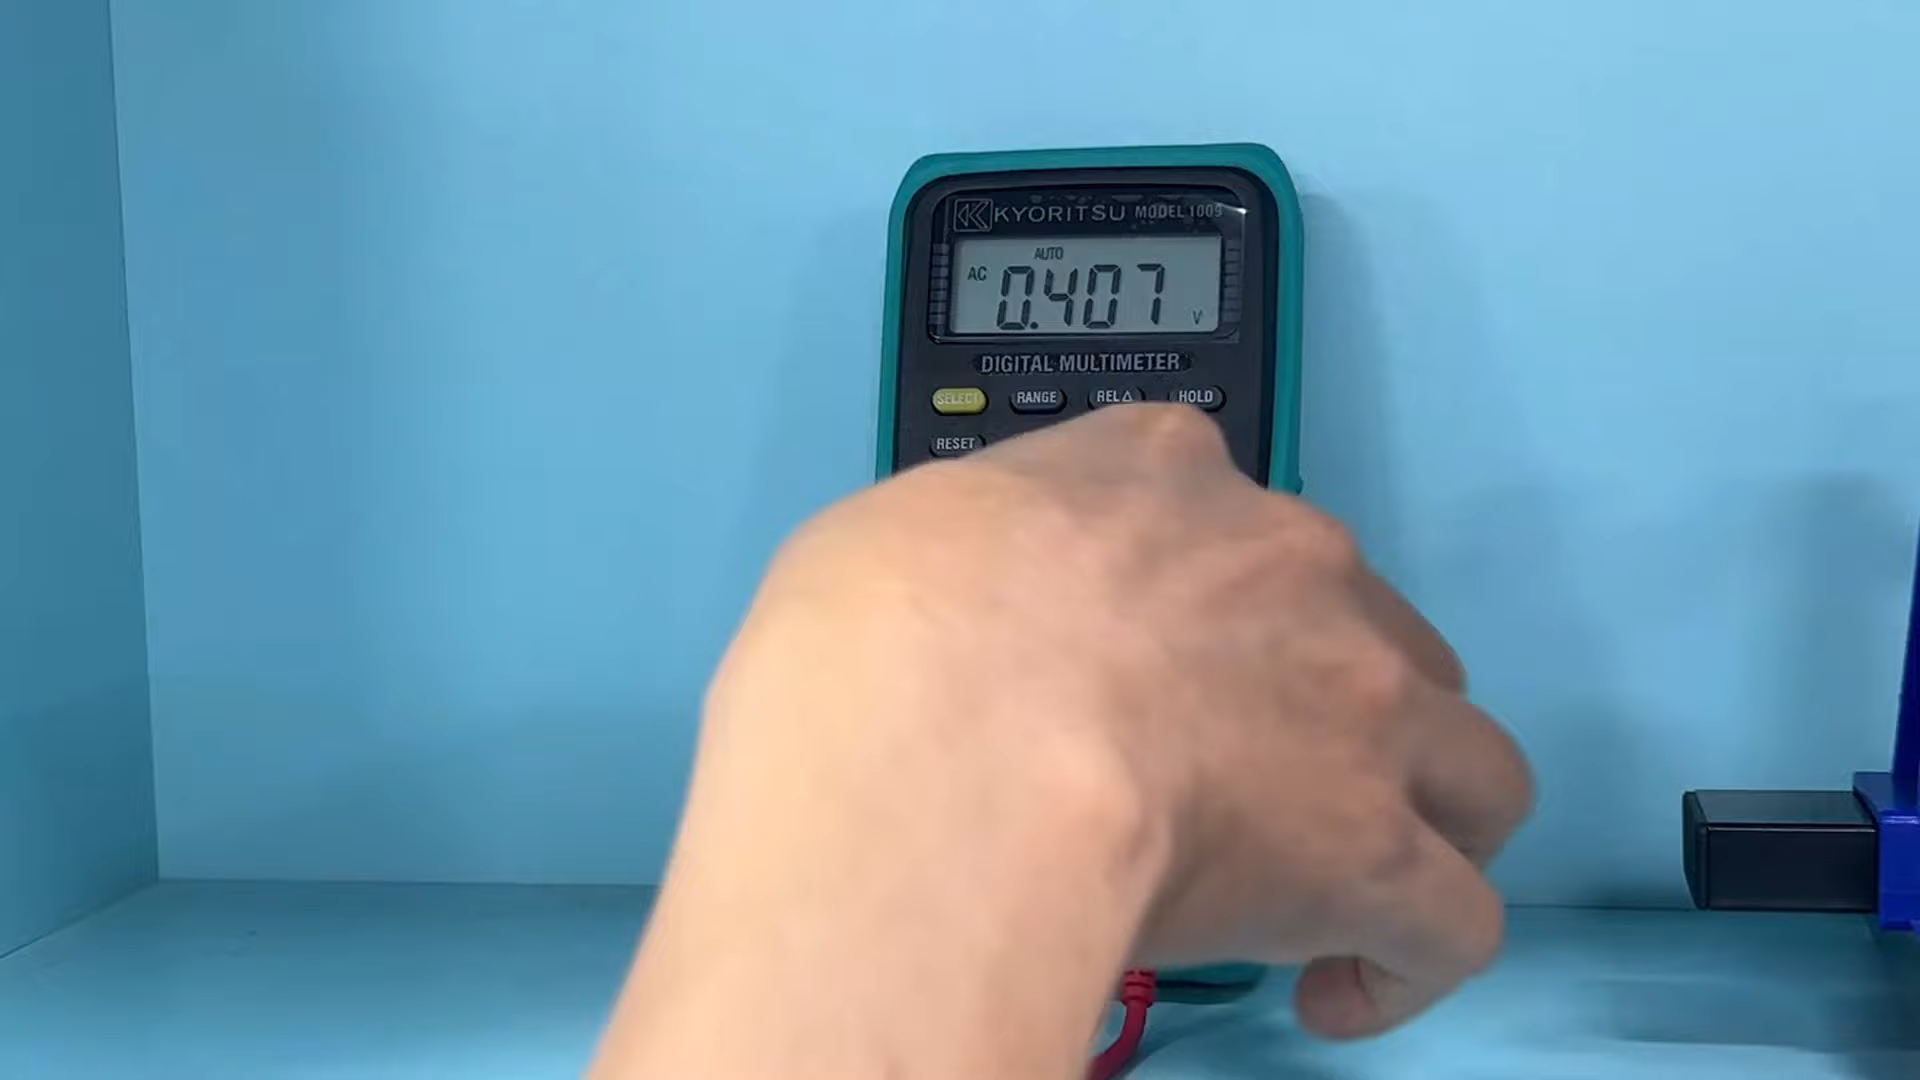 KYORITSU MODEL 1009
AUTO
AC 0.407 V
DIGITAL MULTIMETER
SELECT RANGE REL△ HOLD
RESET